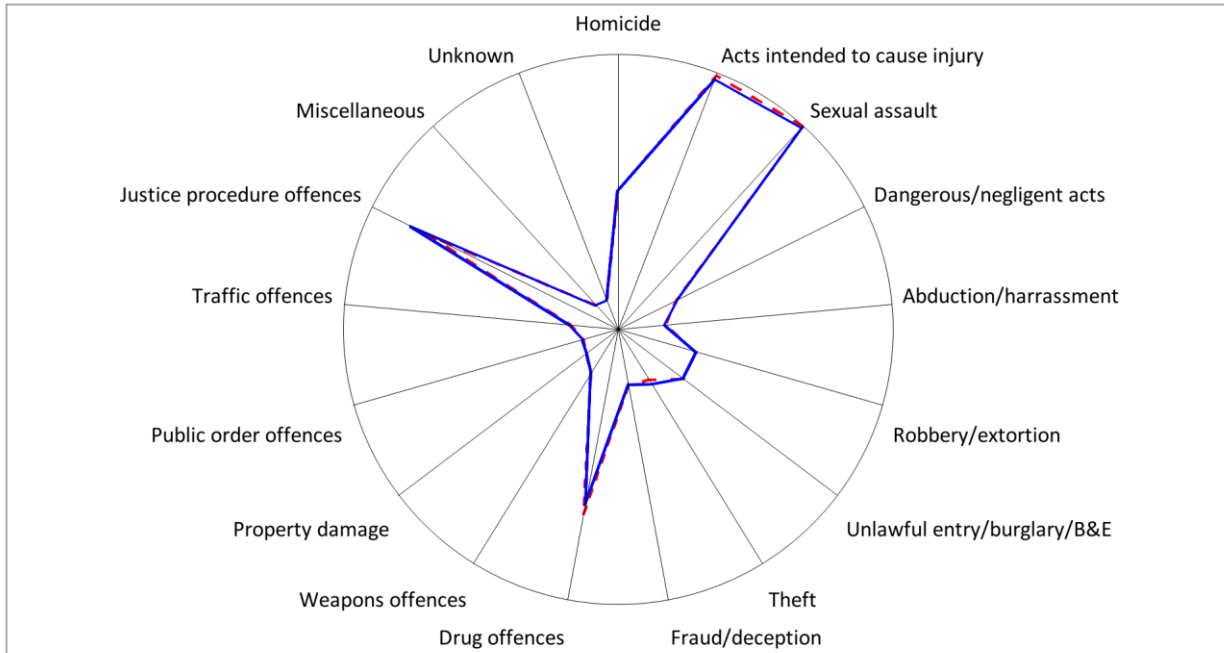 Homicide
Acts intended to cause injury
Sexual assault
Dangerous/negligent acts
Abduction/harrassment
Robbery/extortion
Unlawful entry/burglary/B&E
Theft
Fraud/deception
Drug offences
Weapons offences
Property damage
Public order offences
Traffic offences
Justice procedure offences
Miscellaneous
Unknown